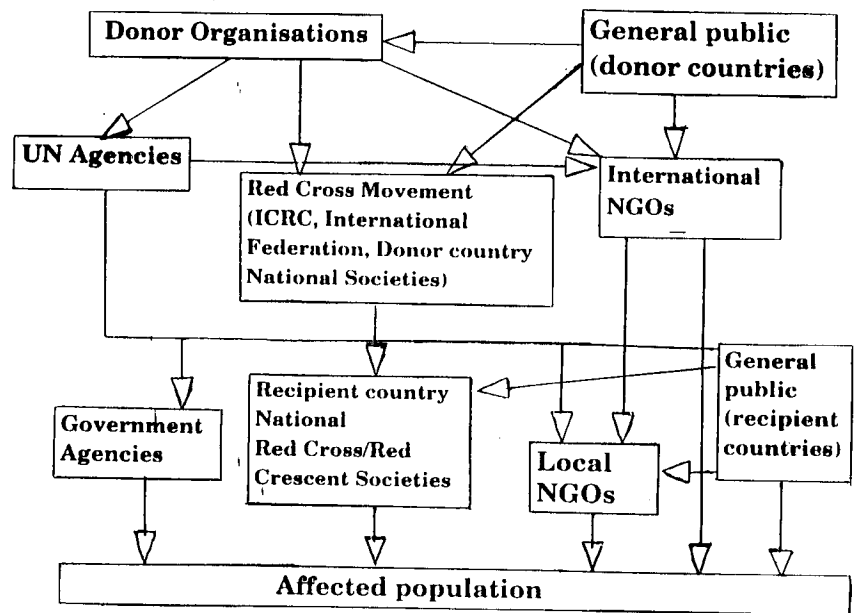 Donor Organisations
General public
(donor countries)
UN Agencies
Red Cross Movement
(ICRC, International
Federation, Donor country
National Societies)
International
NGOs
General
public
(recipient
countries)
Recipient country
National
Red Cross/Red
Crescent Societies
Government
Agencies
Local
NGOs
Affected population